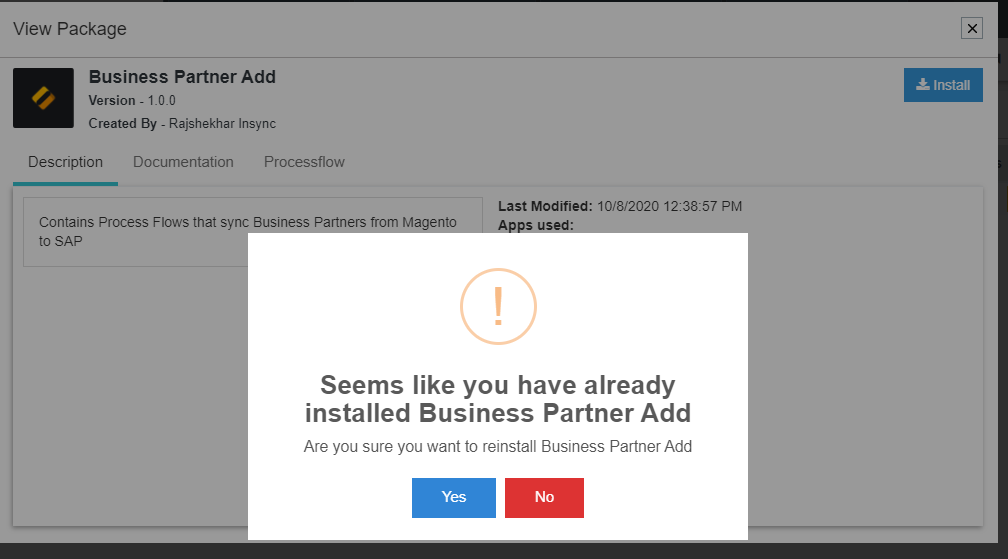 View Package
Business Partner Add
Version - 1.0.0
Created By - Rajshekhar Insync
Install
Description Documentation Processflow
Contains Process Flows that sync Business Partners from Magento
to SAP
Last Modified: 10/8/2020 12:38:57 PM
Apps used:
!
Seems like you have already
installed Business Partner Add
Are you sure you want to reinstall Business Partner Add
Yes No